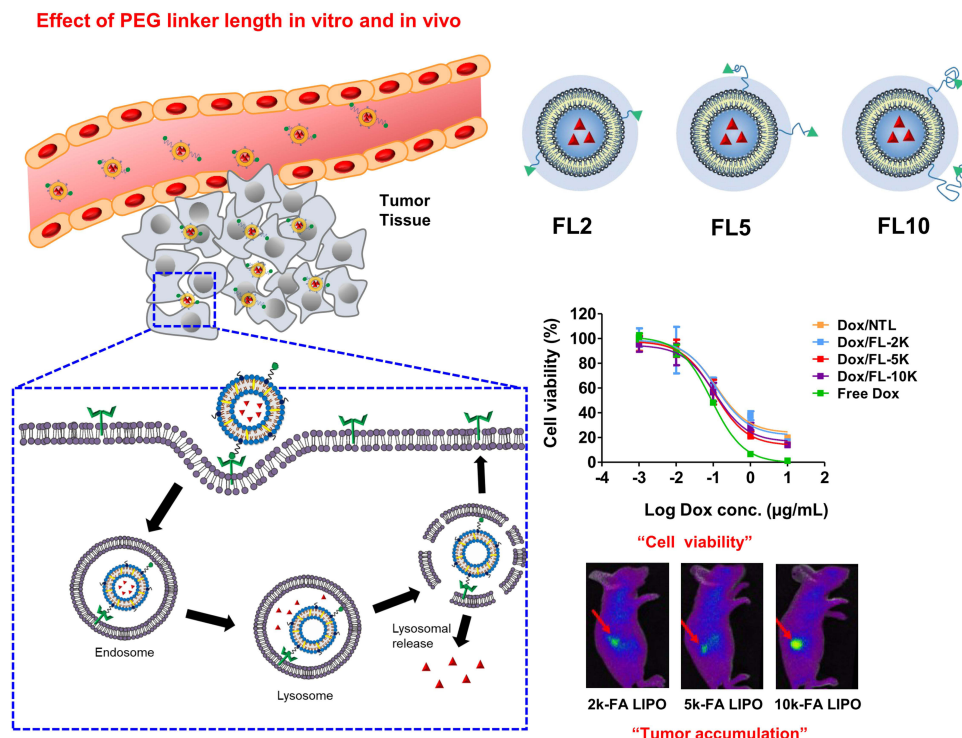 Effect of PEG linker length in vitro and in vivo
Tumor
Tissue
FL2
FL5
FL10
Endosome
Lysosome
Lysosomal
release
Cell viability (%)
120
100
80
60
40
20
0
-3
-2
-1
0
1
2
Log Dox conc. (µg/mL)
Dox/NTL
Dox/FL-2K
Dox/FL-5K
Dox/FL-10K
Free Dox
“Cell viability”
2k-FA LIPO
5k-FA LIPO
10k-FA LIPO
“Tumor accumulation”